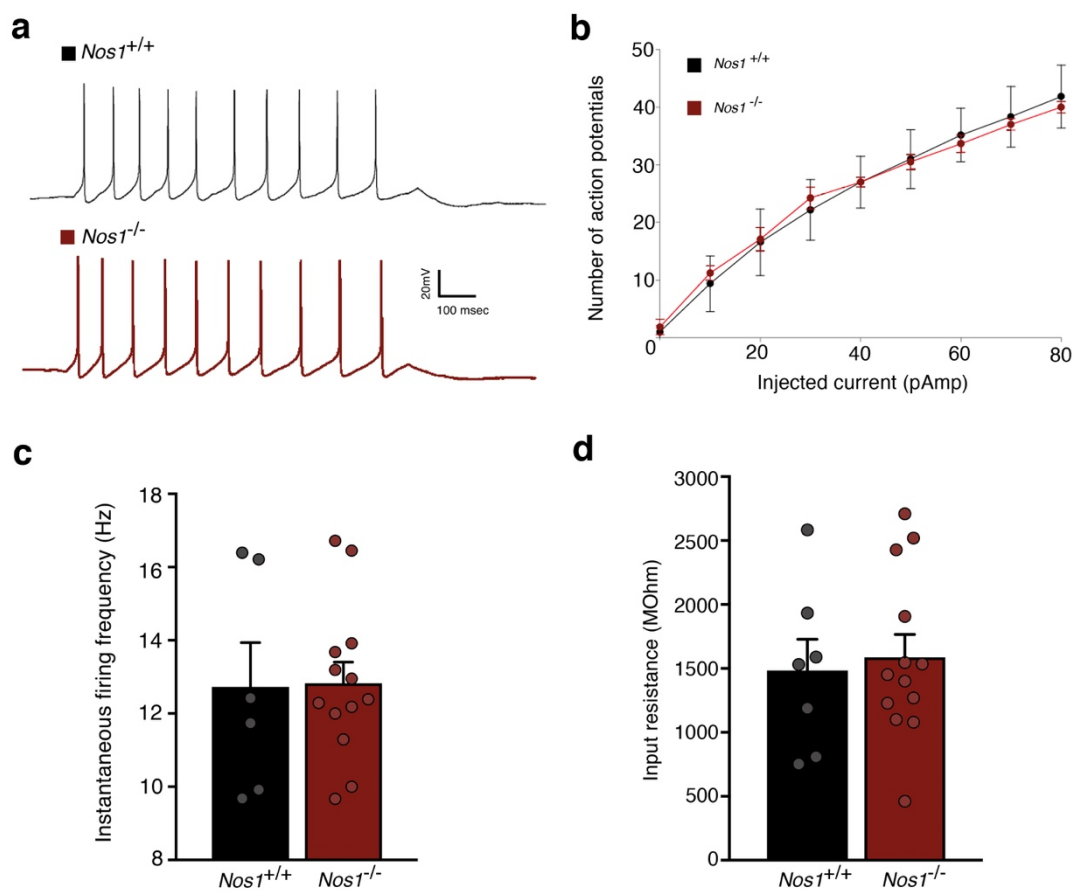 a
Nos1+/+
Nos1-/-
20mV
100 msec
b
Nos1 +/+
Nos1 -/-
Number of action potentials
50
40
30
20
10
0
20
40
60
80
Injected current (pAmp)
c
Instantaneous firing frequency (Hz)
18
16
14
12
10
8
Nos1+/+
Nos1-/-
d
Input resistance (MOhm)
3000
2500
2000
1500
1000
500
0
Nos1+/+
Nos1-/-